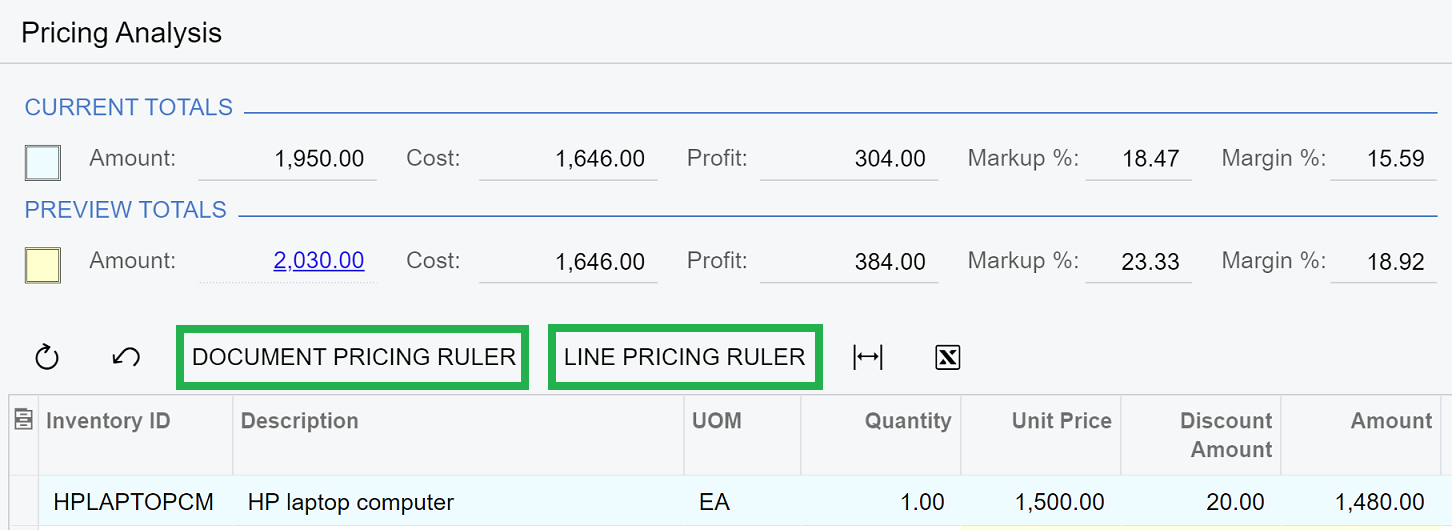 Pricing Analysis
CURRENT TOTALS
Amount: 1,950.00 Cost: 1,646.00 Profit: 304.00 Markup %: 18.47 Margin %: 15.59
PREVIEW TOTALS
Amount: 2,030.00 Cost: 1,646.00 Profit: 384.00 Markup %: 23.33 Margin %: 18.92
DOCUMENT PRICING RULER LINE PRICING RULER
Inventory ID Description UOM Quantity Unit Price Discount Amount Amount
HPLAPTOPCM HP laptop computer EA 1.00 1,500.00 20.00 1,480.00